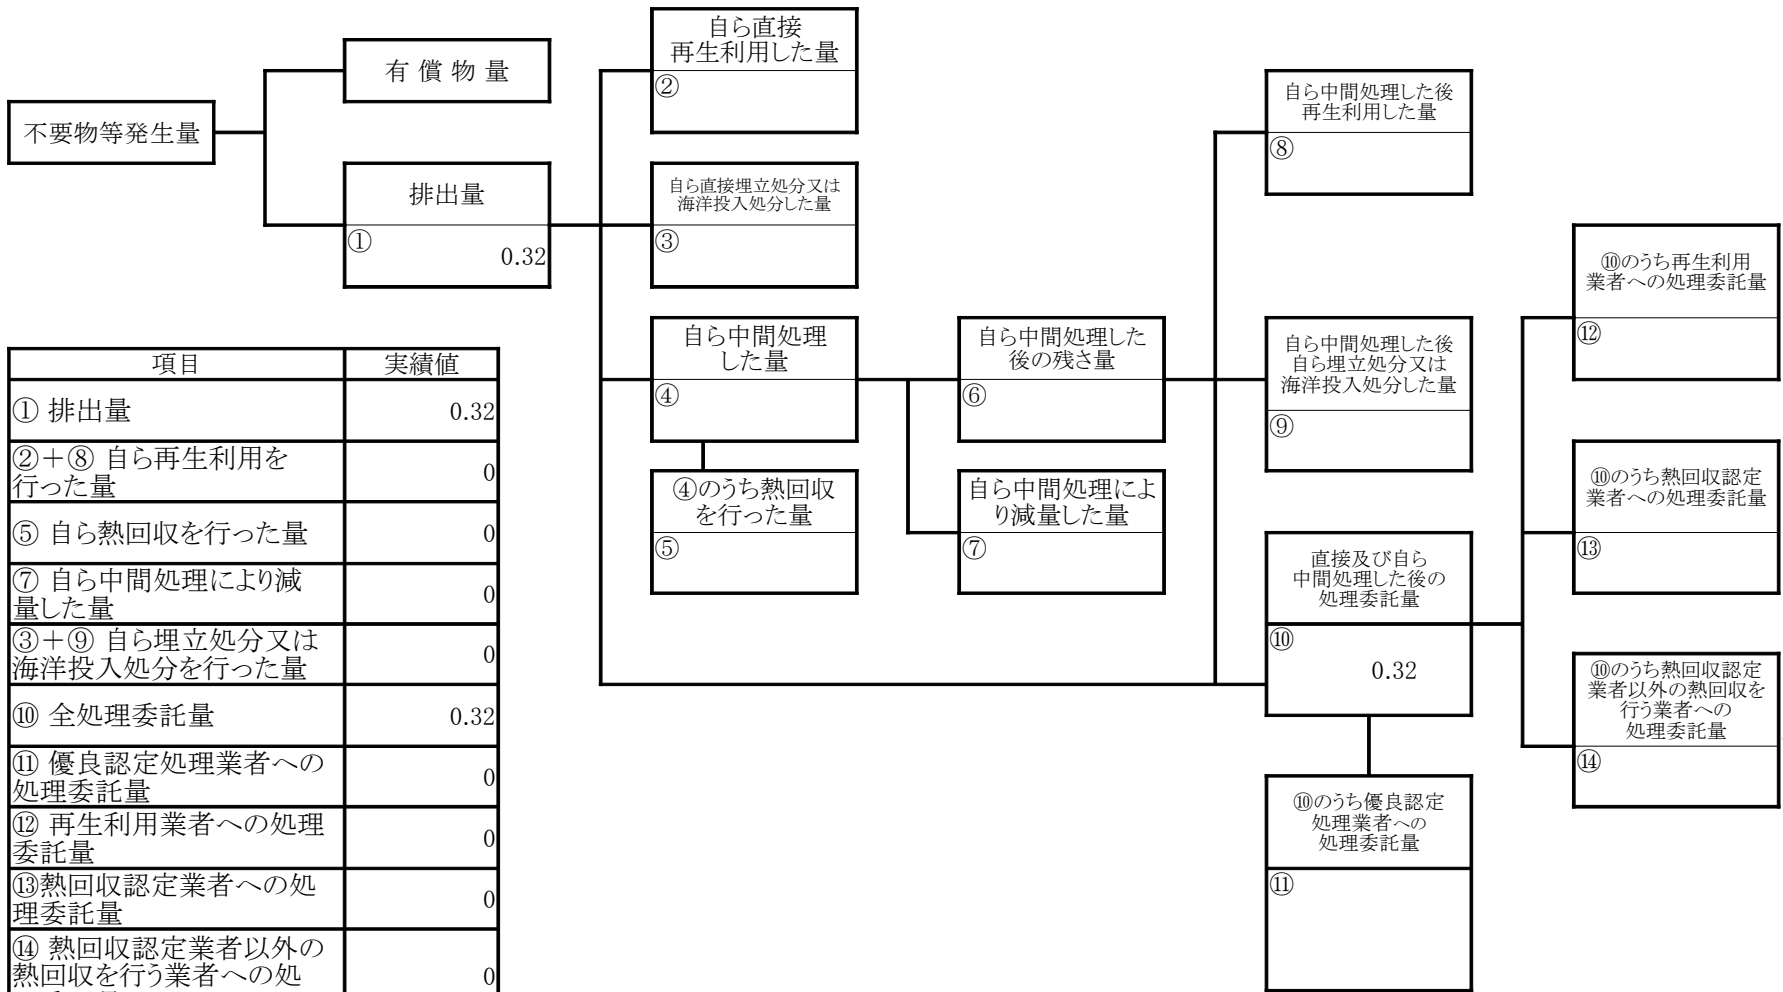 自ら直接
再生利用した量
②
有 償 物 量
不要物等発生量
排出量
①
0.32
自ら直接埋立処分又は
海洋投入処分した量
③
自ら中間処理した後
再生利用した量
⑧
⑩のうち再生利用
業者への処理委託量
⑫
自ら中間処理
した量
④
自ら中間処理した
後の残さ量
⑥
自ら中間処理した後
自ら埋立処分又は
海洋投入処分した量
⑨
④のうち熱回収
を行った量
⑤
自ら中間処理によ
り減量した量
⑦
⑩のうち熱回収認定
業者への処理委託量
⑬
直接及び自ら
中間処理した後の
処理委託量
⑩
0.32
⑩のうち熱回収認定
業者以外の熱回収を
行う業者への
処理委託量
⑭
⑩のうち優良認定
処理業者への
処理委託量
⑪
項目 実績値
① 排出量 0.32
②+⑧ 自ら再生利用を
行った量 0
⑤ 自ら熱回収を行った量 0
⑦ 自ら中間処理により減
量した量 0
③+⑨ 自ら埋立処分又は
海洋投入処分を行った量 0
⑩ 全処理委託量 0.32
⑪ 優良認定処理業者への
処理委託量 0
⑫ 再生利用業者への処理
委託量 0
⑬熱回収認定業者への処
理委託量 0
⑭ 熱回収認定業者以外の
熱回収を行う業者への処 0